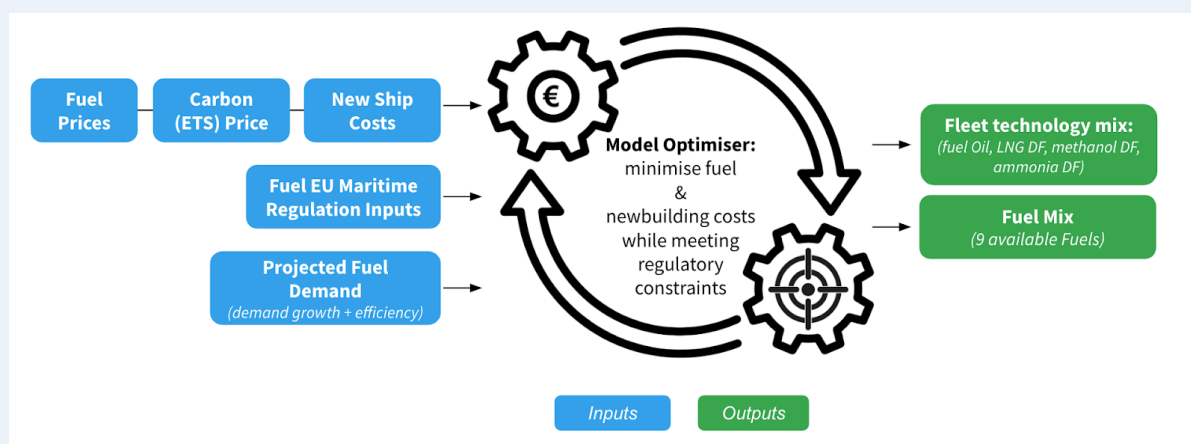 Fuel
Prices
Carbon
(ETS) Price
New Ship
Costs
Fuel EU Maritime
Regulation Inputs
Projected Fuel
Demand
(demand growth + efficiency)
€
Model Optimiser:
minimise fuel
&
newbuilding costs
while meeting
regulatory
constraints
Fleet technology mix:
(fuel Oil, LNG DF, methanol DF,
ammonia DF)
Fuel Mix
(9 available Fuels)
Inputs
Outputs